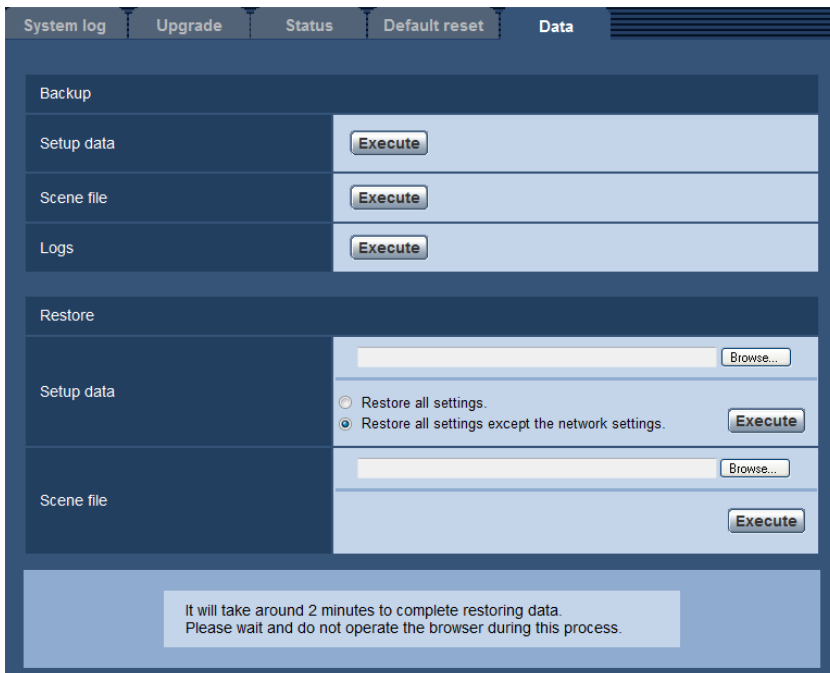 System log
Upgrade
Status
Default reset
Data
Backup
Setup data
Execute
Scene file
Execute
Logs
Execute
Restore
Setup data
Browse...
Restore all settings.
Restore all settings except the network settings.
Execute
Scene file
Browse...
Execute
It will take around 2 minutes to complete restoring data.
Please wait and do not operate the browser during this process.